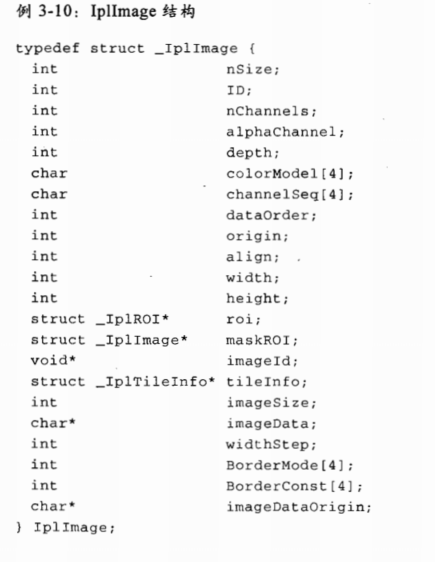 例 3-10：IplImage 结构
typedef struct _IplImage {
int nSize;
int ID;
int nChannels;
int alphaChannel;
int depth;
char colorModel[4];
char channelSeq[4];
int dataOrder;
int origin;
int align;
int width;
int height;
struct _IplROI* roi;
struct _IplImage* maskROI;
void* imageId;
struct _IplTileInfo* tileInfo;
int imageSize;
char* imageData;
int widthStep;
int BorderMode[4];
int BorderConst[4];
char* imageDataOrigin;
} IplImage;